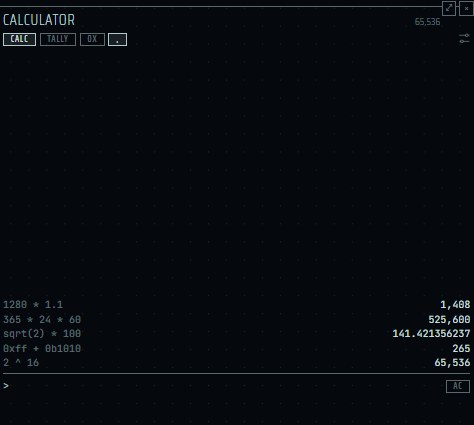 CALCULATOR
65,536
CALC TALLY 0X .
1280 * 1.1 1,408
365 * 24 * 60 525,600
sqrt(2) * 100 141.421356237
0xff + 0b1010 265
2 ^ 16 65,536
> AC